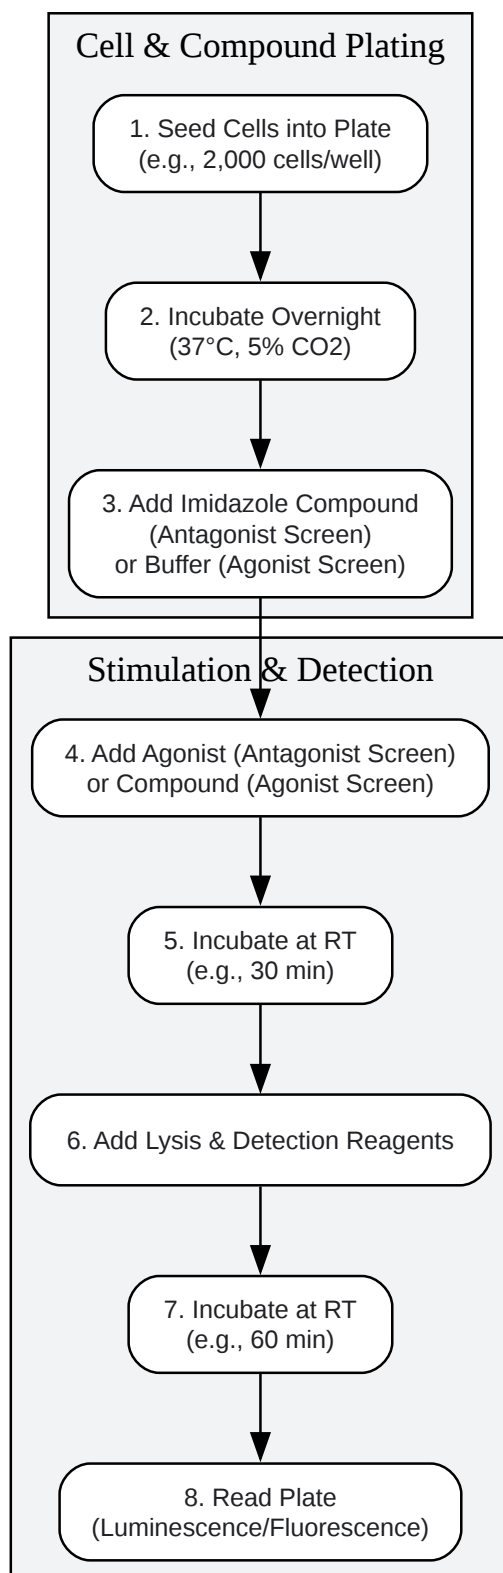 Cell & Compound Plating
1. Seed Cells into Plate
(e.g., 2,000 cells/well)
2. Incubate Overnight
(37°C, 5% CO2)
3. Add Imidazole Compound
(Antagonist Screen)
or Buffer (Agonist Screen)
Stimulation & Detection
4. Add Agonist (Antagonist Screen)
or Compound (Agonist Screen)
5. Incubate at RT
(e.g., 30 min)
6. Add Lysis & Detection Reagents
7. Incubate at RT
(e.g., 60 min)
8. Read Plate
(Luminescence/Fluorescence)